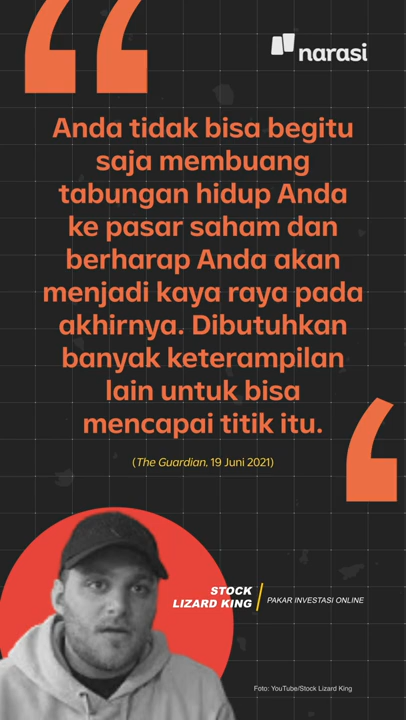 narasi
Anda tidak bisa begitu
saja membuang
tabungan hidup Anda
ke pasar saham dan
berharap Anda akan
menjadi kaya raya pada
akhirnya. Dibutuhkan
banyak keterampilan
lain untuk bisa
mencapai titik itu.
(The Guardian, 19 Juni 2021)
STOCK
LIZARD KING
PAKAR INVESTASI ONLINE
Foto: YouTube/Stock Lizard King